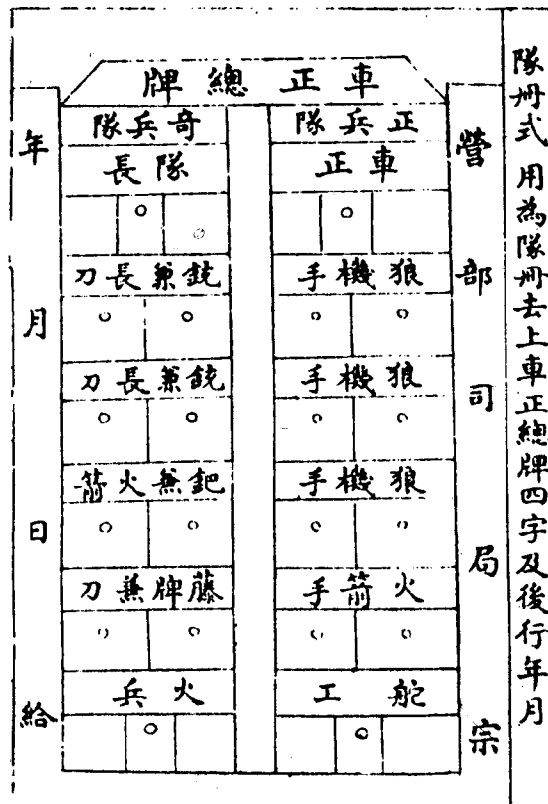 隊冊式 用為隊冊去上車正總牌四字及後行年月
營部司局宗
車正總牌
正兵隊
車正
狼機手
狼機手
狼機手
火箭手
舵工
奇兵隊
隊長
銃兼長刀
銃兼長刀
鈀兼火箭
藤牌兼刀
火兵
年月日給